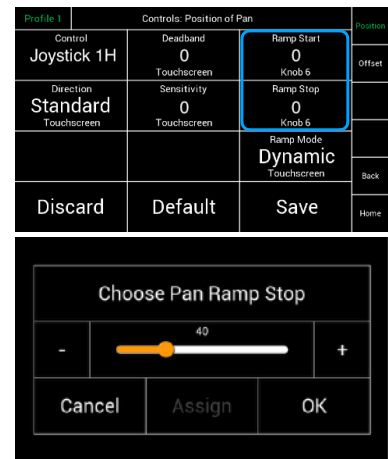 Profile 1
Controls: Position of Pan
Position
Control
Joystick 1H
Deadband
0
Touchscreen
Ramp Start
0
Knob 6
Offset
Direction
Standard
Touchscreen
Sensitivity
0
Touchscreen
Ramp Stop
0
Knob 6
Ramp Mode
Dynamic
Touchscreen
Back
Discard
Default
Save
Home
Choose Pan Ramp Stop
-
40
+
Cancel
Assign
OK